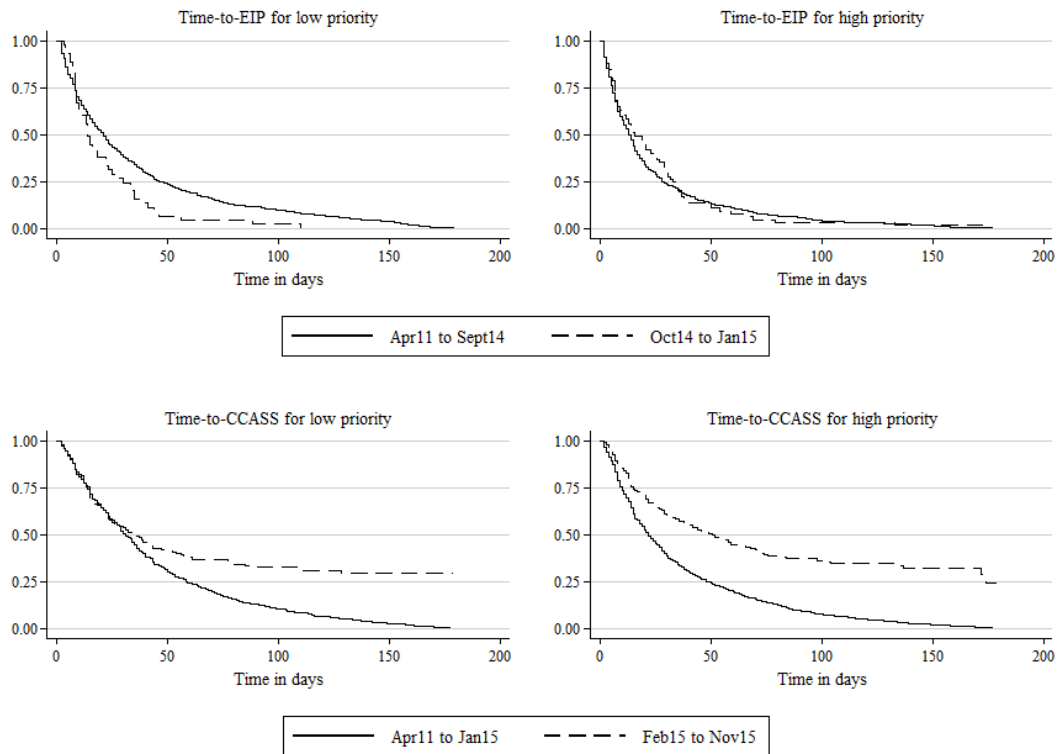 Time-to-EIP for low priority
1.00
0.75
0.50
0.25
0.00
0 50 100 150 200
Time in days
Time-to-EIP for high priority
1.00
0.75
0.50
0.25
0.00
0 50 100 150 200
Time in days
Apr11 to Sept14 Oct14 to Jan15
Time-to-CCASS for low priority
1.00
0.75
0.50
0.25
0.00
0 50 100 150 200
Time in days
Time-to-CCASS for high priority
1.00
0.75
0.50
0.25
0.00
0 50 100 150 200
Time in days
Apr11 to Jan15 Feb15 to Nov15